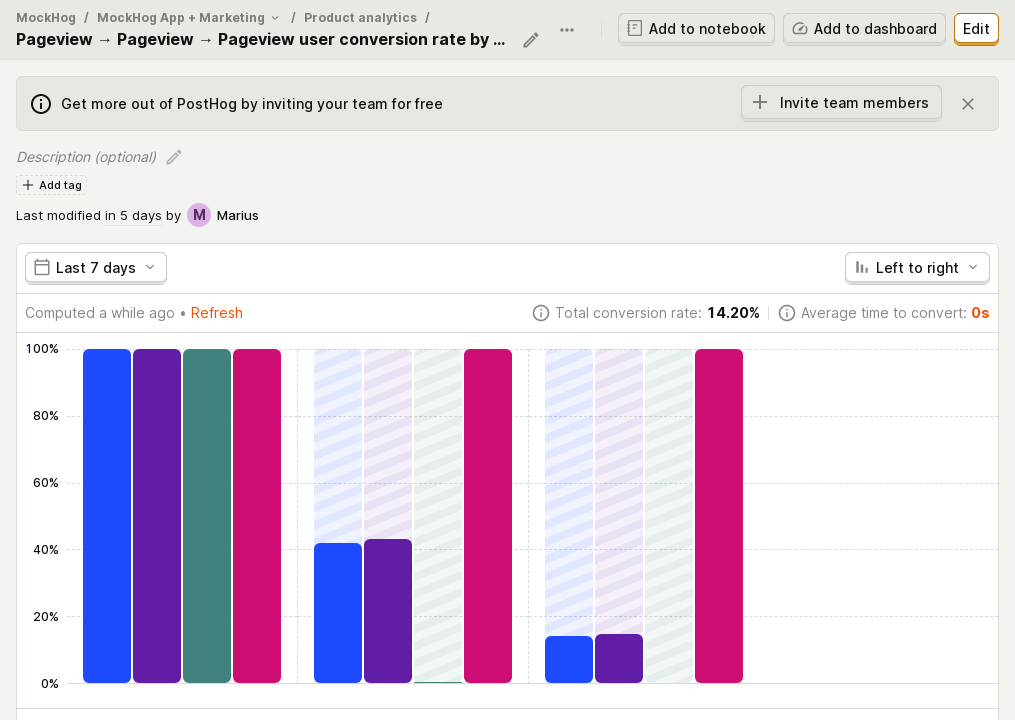 MockHog / MockHog App + Marketing / Product analytics /
Pageview → Pageview → Pageview user conversion rate by ...
Add to notebook
Add to dashboard
Edit
Get more out of PostHog by inviting your team for free
Invite team members
Description (optional)
Add tag
Last modified in 5 days by M Marius
Last 7 days
Left to right
Computed a while ago • Refresh
Total conversion rate: 14.20%
Average time to convert: 0s
100%
80%
60%
40%
20%
0%